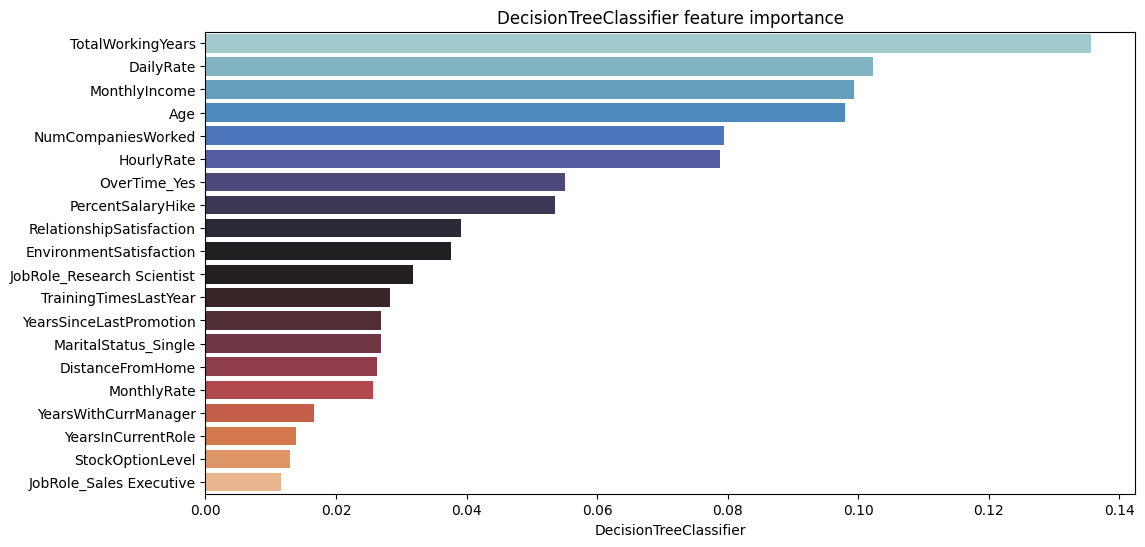 DecisionTreeClassifier feature importance
TotalWorkingYears
DailyRate
MonthlyIncome
Age
NumCompaniesWorked
HourlyRate
OverTime_Yes
PercentSalaryHike
RelationshipSatisfaction
EnvironmentSatisfaction
JobRole_Research Scientist
TrainingTimesLastYear
YearsSinceLastPromotion
MaritalStatus_Single
DistanceFromHome
MonthlyRate
YearsWithCurrManager
YearsInCurrentRole
StockOptionLevel
JobRole_Sales Executive
0.00 0.02 0.04 0.06 0.08 0.10 0.12 0.14
DecisionTreeClassifier